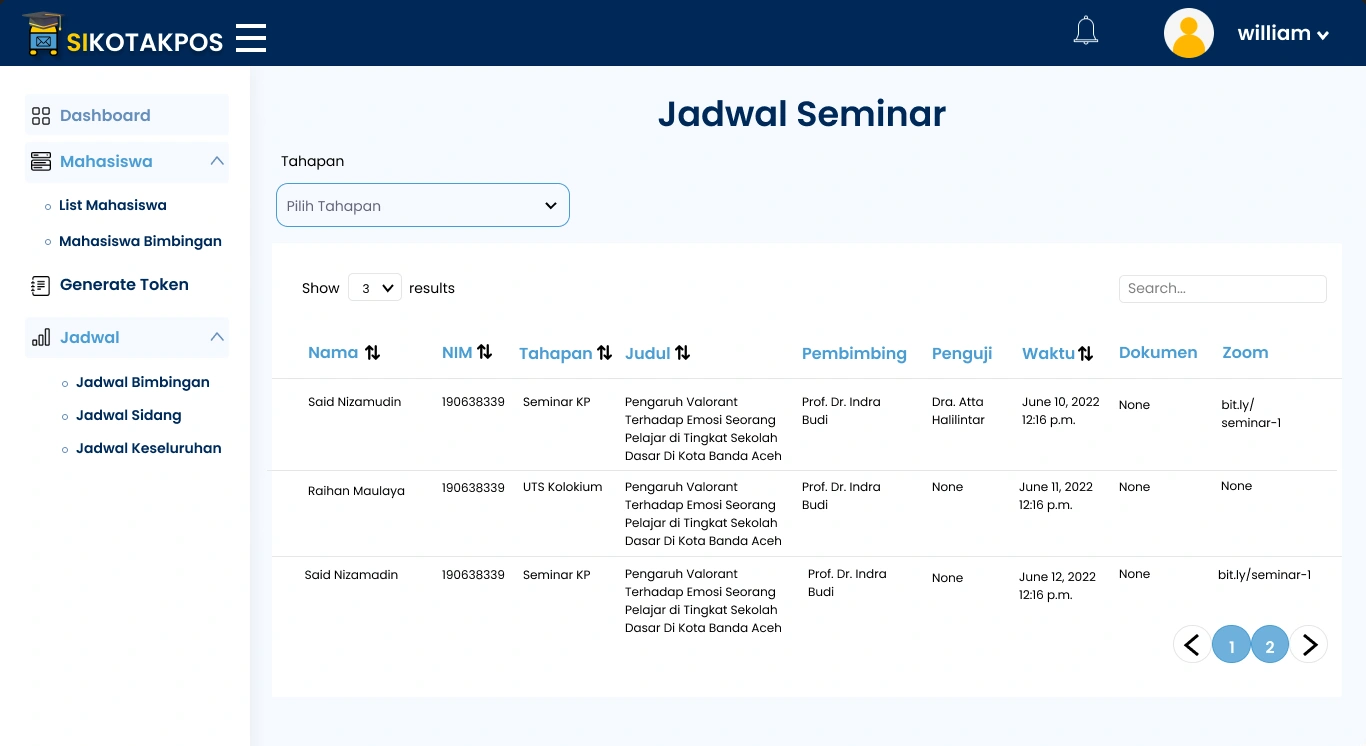 SIKOTAKPOS
william
Dashboard
Mahasiswa
List Mahasiswa
Mahasiswa Bimbingan
Generate Token
Jadwal
Jadwal Bimbingan
Jadwal Sidang
Jadwal Keseluruhan
Jadwal Seminar
Tahapan
Pilih Tahapan
Show 3 results
Search...
Nama NIM Tahapan Judul Pembimbing Penguji Waktu Dokumen Zoom
Said Nizamudin 190638339 Seminar KP Pengaruh Valorant Prof. Dr. Indra Dra. Atta June 10, 2022 None bit.ly/
Terhadap Emosi Seorang Budi Halilintar 12:16 p.m. seminar-1
Pelajar di Tingkat Sekolah
Dasar Di Kota Banda Aceh
Raihan Maulaya 190638339 UTS Kolokium Pengaruh Valorant Prof. Dr. Indra None June 11, 2022 None None
Terhadap Emosi Seorang Budi 12:16 p.m.
Pelajar di Tingkat Sekolah
Dasar Di Kota Banda Aceh
Said Nizamadin 190638339 Seminar KP Pengaruh Valorant Prof. Dr. Indra None June 12, 2022 None bit.ly/seminar-1
Terhadap Emosi Seorang Budi 12:16 p.m.
Pelajar di Tingkat Sekolah
Dasar Di Kota Banda Aceh
1 2